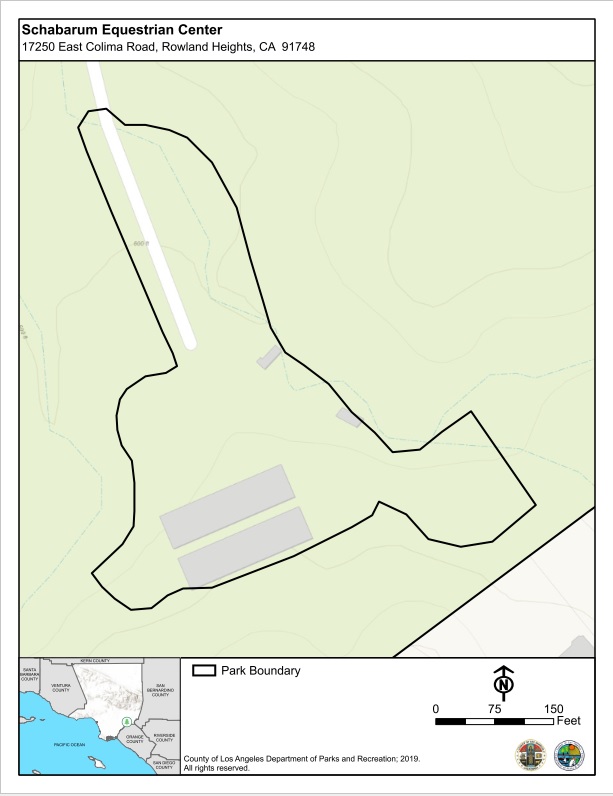 Schabarum Equestrian Center
17250 East Colima Road, Rowland Heights, CA  91748
Park Boundary
N
0 75 150
Feet
KERN COUNTY
SANTA
BARBARA
COUNTY
VENTURA
COUNTY
SAN
BERNARDINO
COUNTY
ORANGE
COUNTY
RIVERSIDE
COUNTY
PACIFIC OCEAN
SAN DIEGO
COUNTY
County of Los Angeles Department of Parks and Recreation; 2019.
All rights reserved.